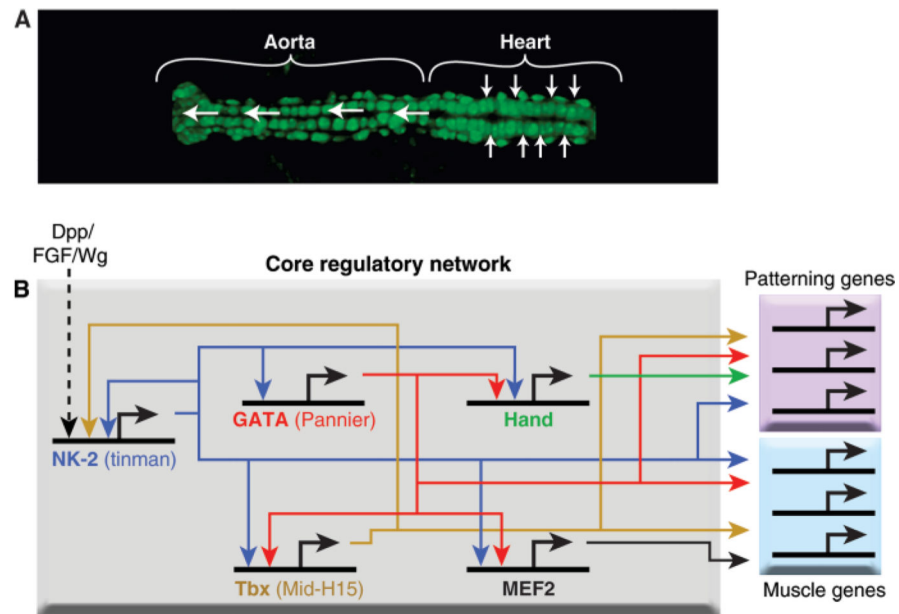 A
Aorta
Heart
Dpp/
FGF/Wg
B
Core regulatory network
Patterning genes
GATA (Pannier)
Hand
NK-2 (tinman)
Tbx (Mid-H15)
MEF2
Muscle genes